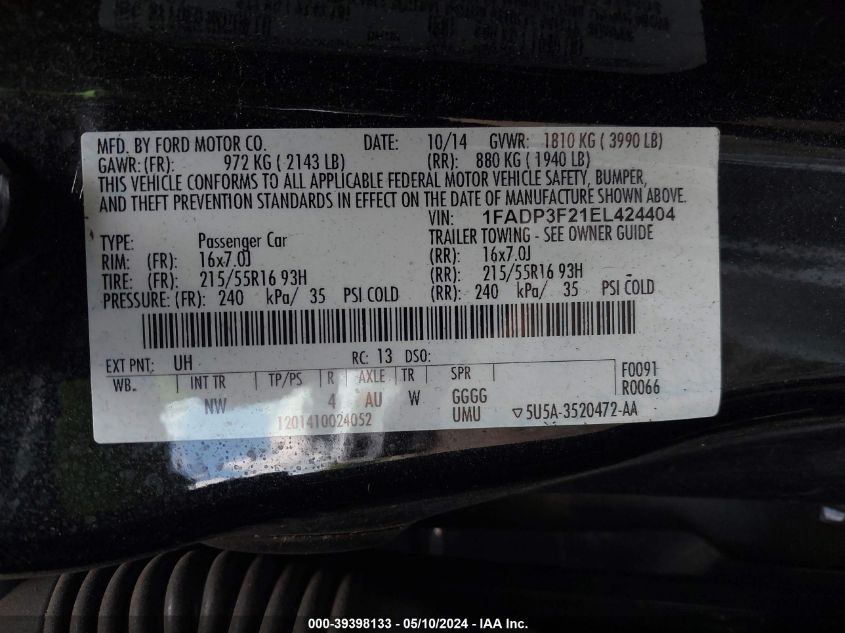 MFD. BY FORD MOTOR CO. DATE: 10/14 GVWR: 1810 KG ( 3990 LB)
GAWR: (FR): 972 KG ( 2143 LB) (RR): 880 KG ( 1940 LB)
THIS VEHICLE CONFORMS TO ALL APPLICABLE FEDERAL MOTOR VEHICLE SAFETY, BUMPER,
AND THEFT PREVENTION STANDARDS IN EFFECT ON THE DATE OF MANUFACTURE SHOWN ABOVE.
VIN: 1FADP3F21EL424404
TYPE: Passenger Car TRAILER TOWING - SEE OWNER GUIDE
RIM: (FR): 16x7.0J (RR): 16x7.0J
TIRE: (FR): 215/55R16 93H (RR): 215/55R16 93H
PRESSURE: (FR): 240 kPa/ 35 PSI COLD (RR): 240 kPa/ 35 PSI COLD
EXT PNT: UH RC: 13 DSO:
WB. INT TR TP/PS R AXLE TR SPR F0091
NW 4 AU W GGGG R0066
1201410024052 UMU ▽5U5A-3520472-AA
000-39398133 - 05/10/2024 - IAA Inc.